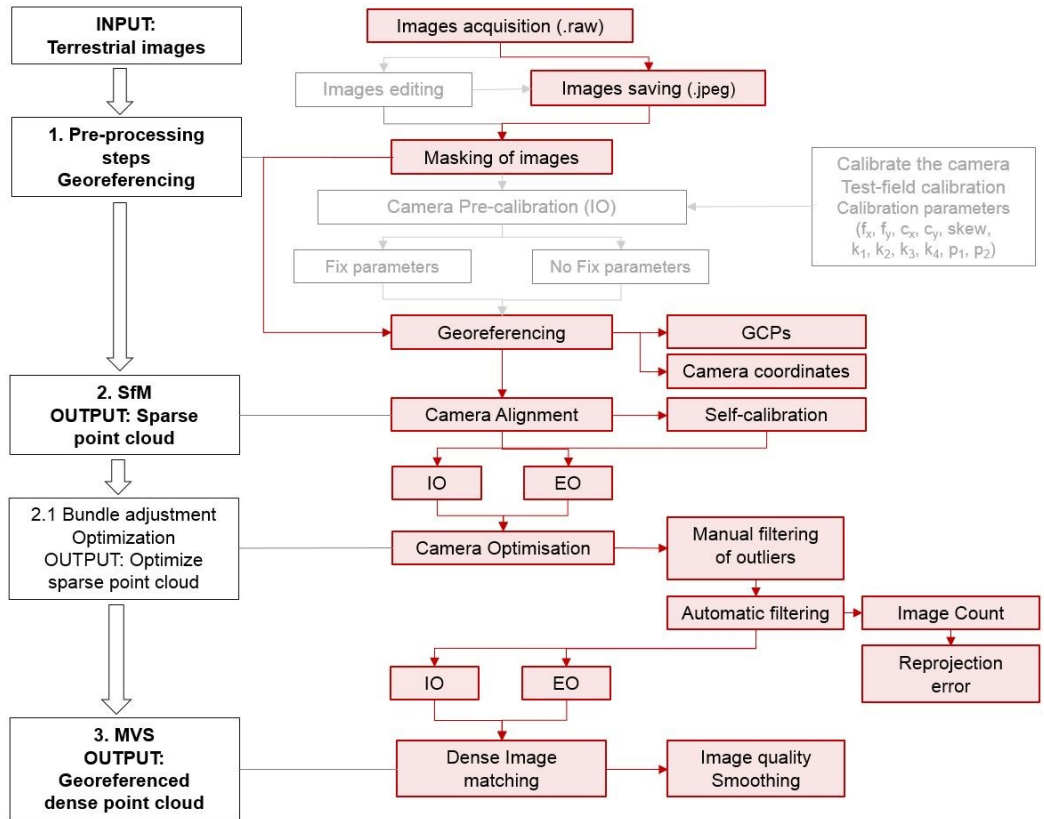 INPUT:
Terrestrial images
Images acquisition (.raw)
Images editing
Images saving (.jpeg)
1. Pre-processing
steps
Georeferencing
Masking of images
Camera Pre-calibration (IO)
Calibrate the camera
Test-field calibration
Calibration parameters
(fx, fy, cx, cy, skew,
k1, k2, k3, k4, p1, p2)
Fix parameters
No Fix parameters
Georeferencing
GCPs
Camera coordinates
2. SfM
OUTPUT: Sparse
point cloud
Camera Alignment
Self-calibration
IO
EO
2.1 Bundle adjustment
Optimization
OUTPUT: Optimize
sparse point cloud
Camera Optimisation
Manual filtering
of outliers
Automatic filtering
Image Count
Reprojection
error
IO
EO
3. MVS
OUTPUT:
Georeferenced
dense point cloud
Dense Image
matching
Image quality
Smoothing